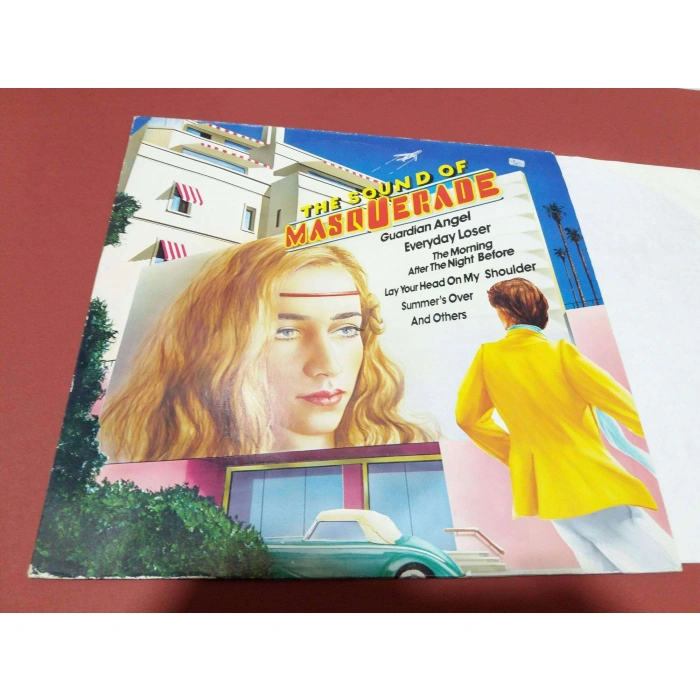 THE SOUND OF
MASQUERADE
Guardian Angel
Everyday Loser
The Morning
After The Night Before
Lay Your Head On My Shoulder
Summer's Over
And Others